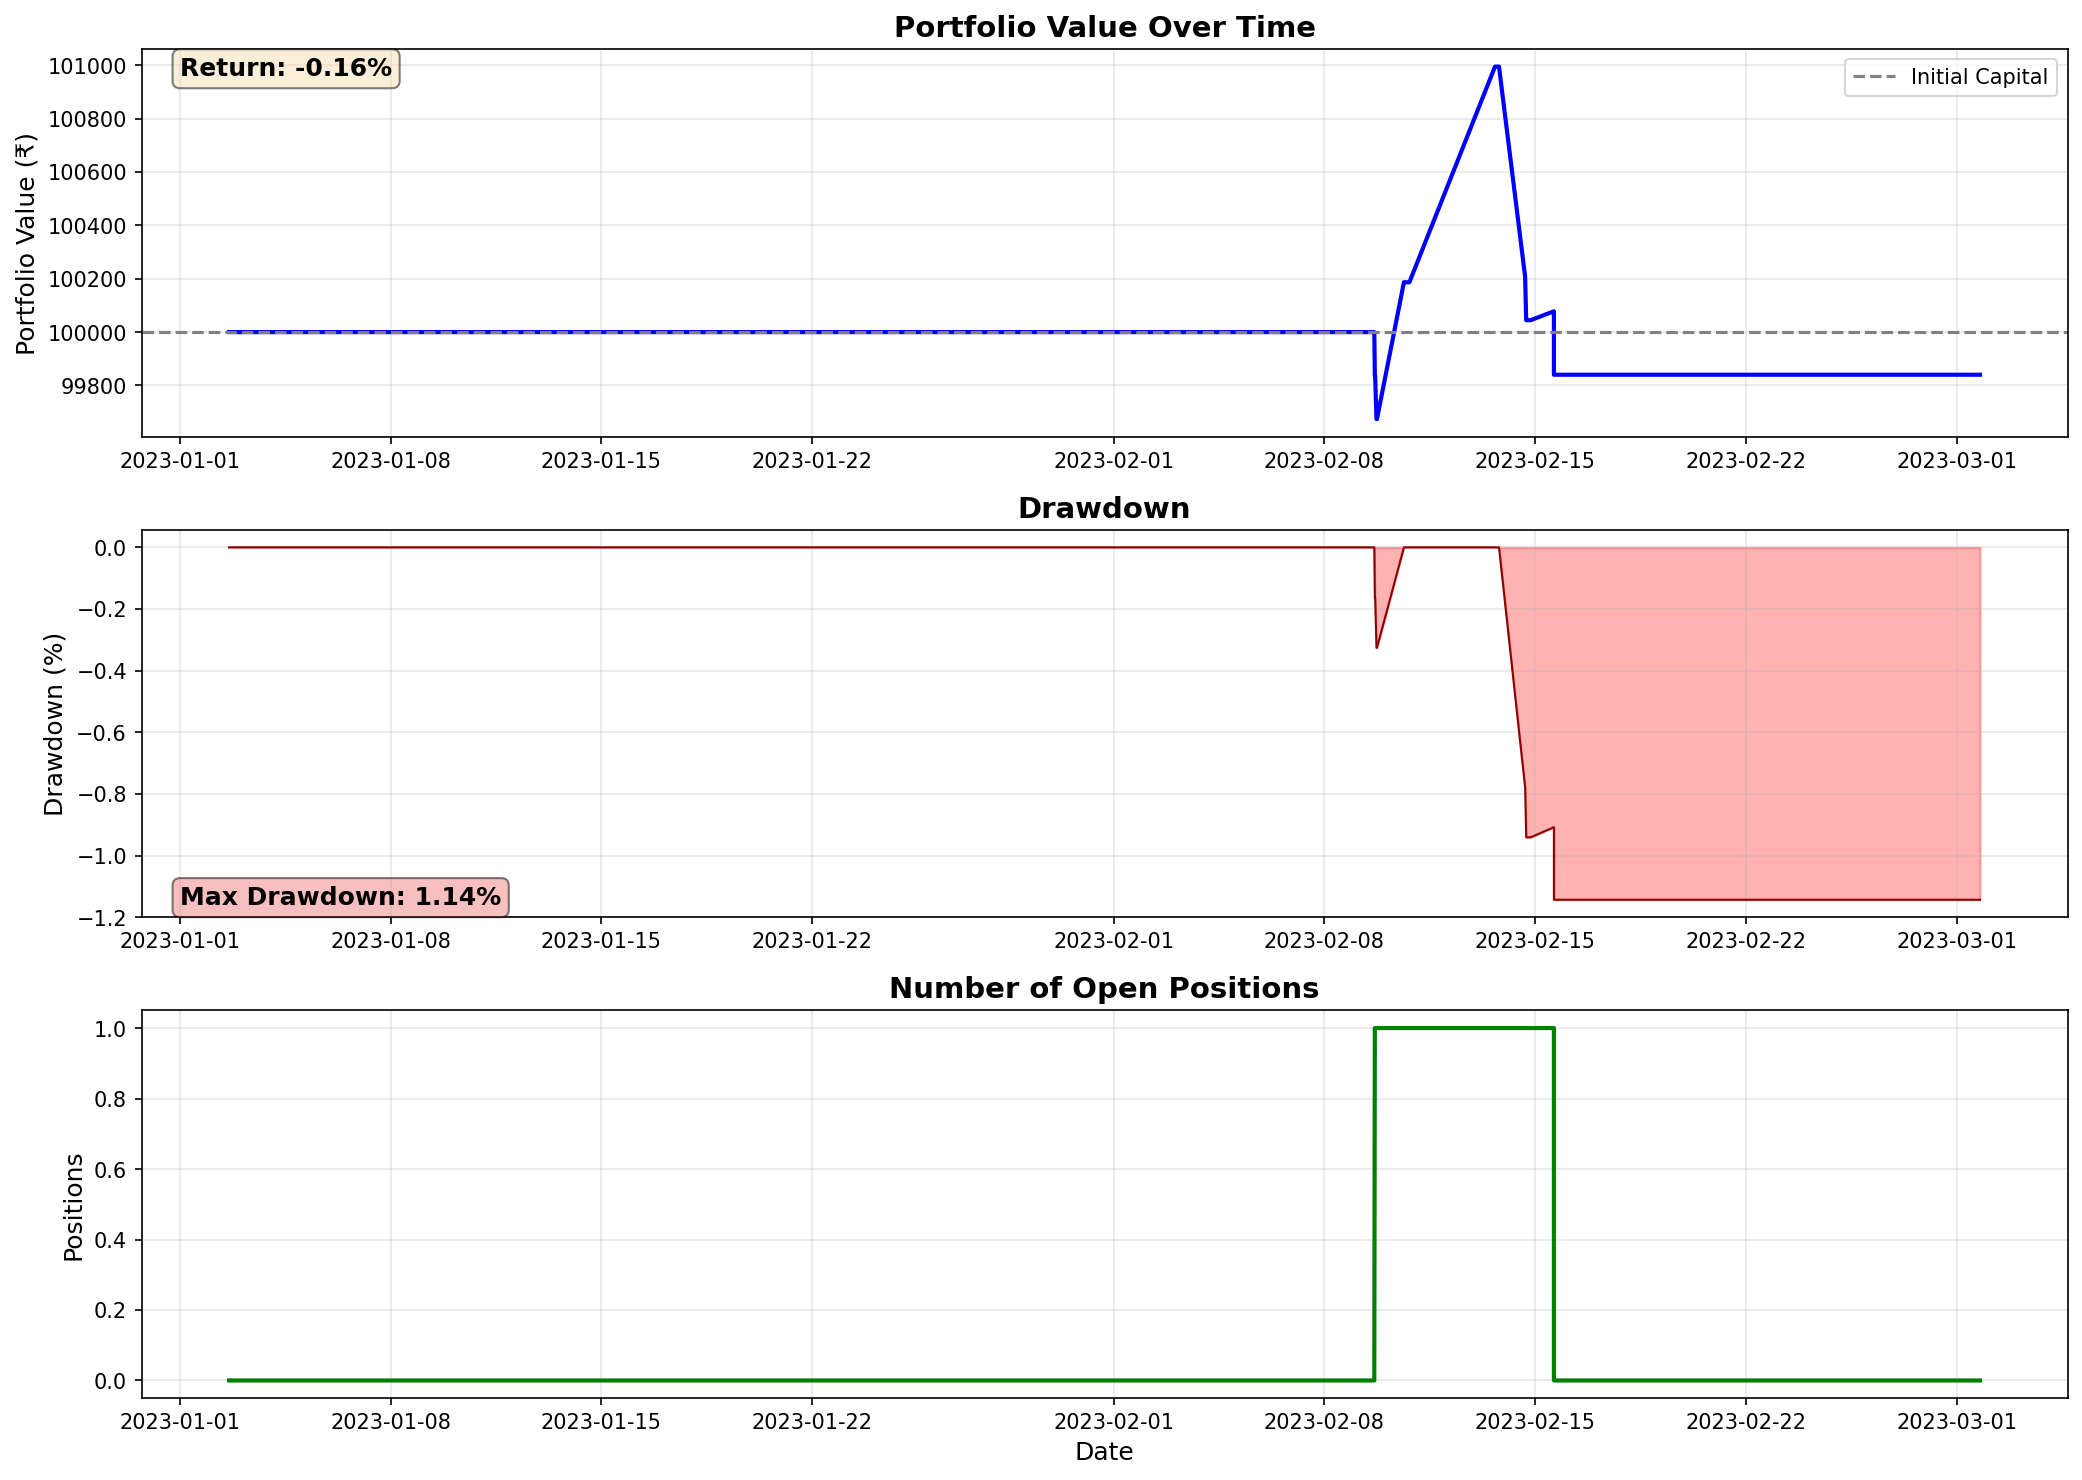 Portfolio Value Over Time
Return: -0.16%
Initial Capital
Portfolio Value (₹)
101000
100800
100600
100400
100200
100000
99800
2023-01-01 2023-01-08 2023-01-15 2023-01-22 2023-02-01 2023-02-08 2023-02-15 2023-02-22 2023-03-01
Drawdown
Drawdown (%)
0.0
−0.2
−0.4
−0.6
−0.8
−1.0
−1.2
Max Drawdown: 1.14%
2023-01-01 2023-01-08 2023-01-15 2023-01-22 2023-02-01 2023-02-08 2023-02-15 2023-02-22 2023-03-01
Number of Open Positions
Positions
1.0
0.8
0.6
0.4
0.2
0.0
2023-01-01 2023-01-08 2023-01-15 2023-01-22 2023-02-01 2023-02-08 2023-02-15 2023-02-22 2023-03-01
Date